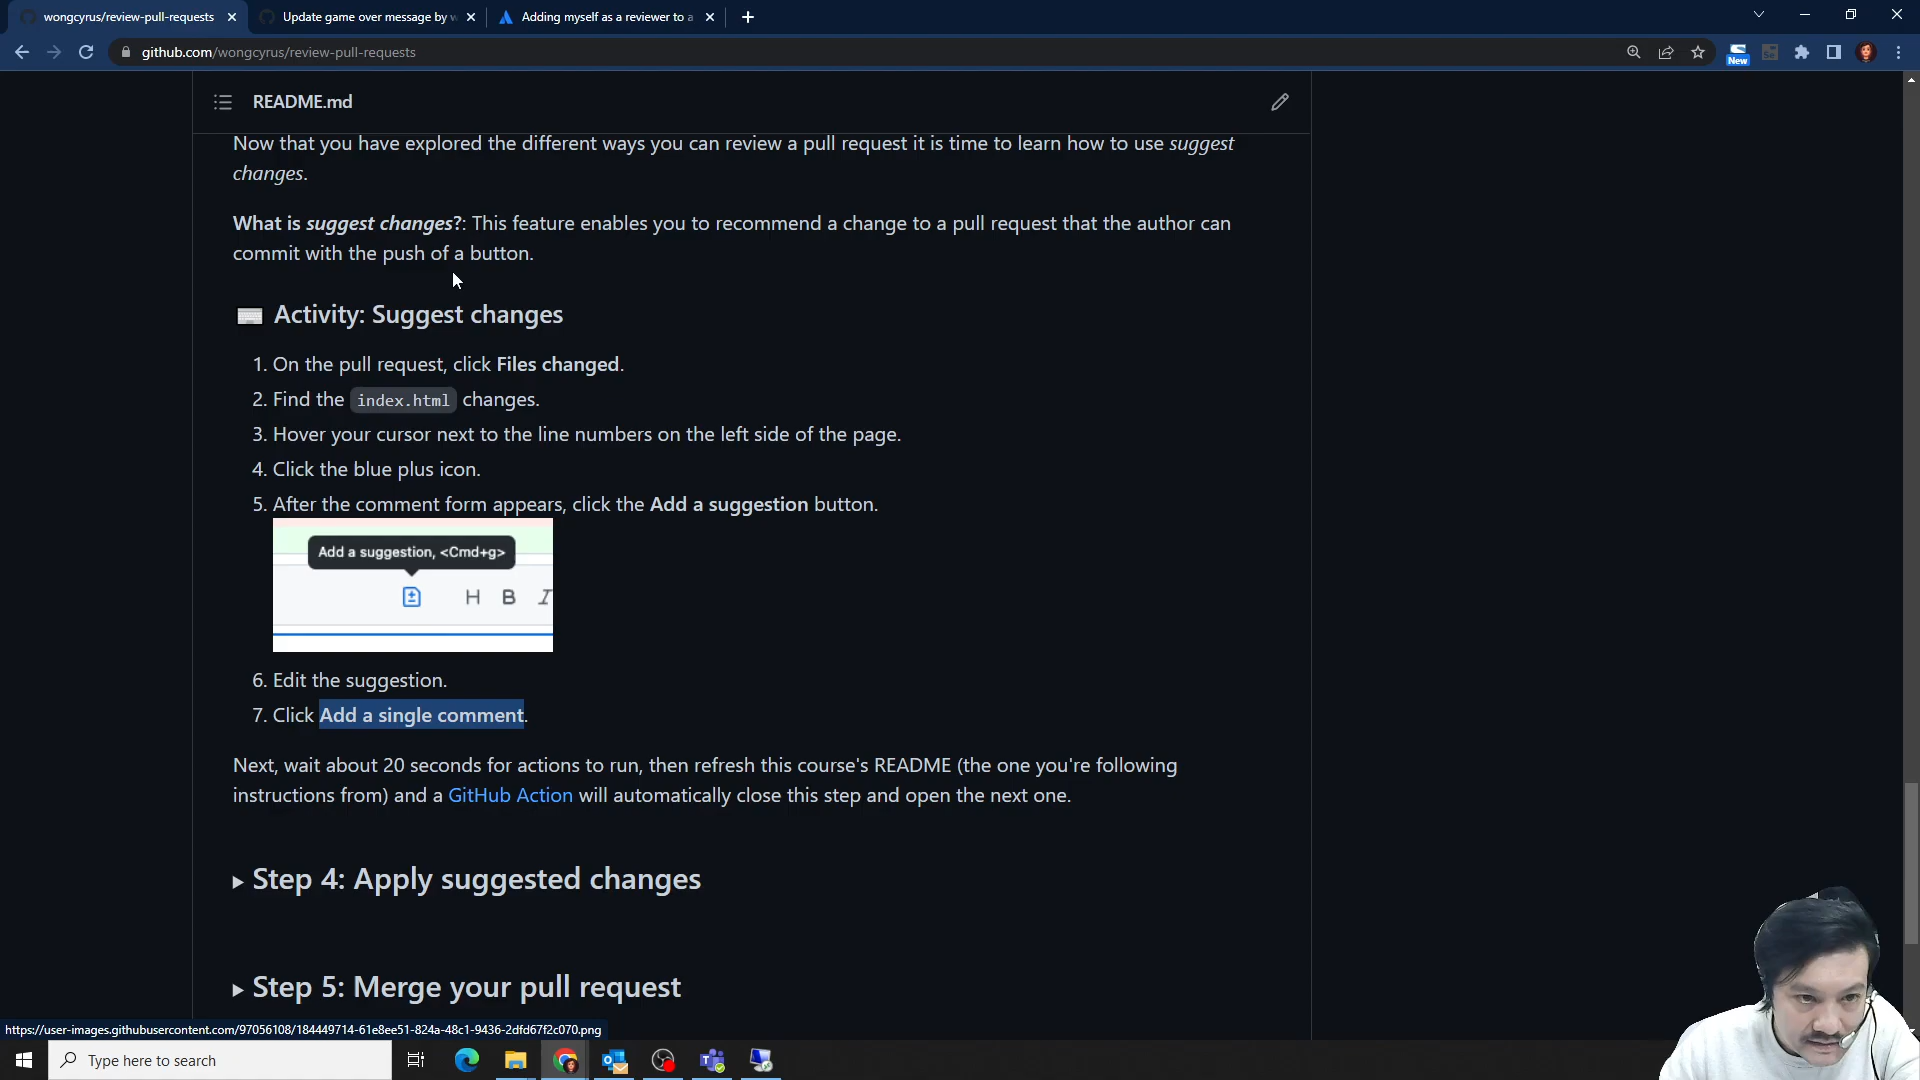 wongcyrus/review-pull-requests
Update game over message by w
Adding myself as a reviewer to a
github.com/wongcyrus/review-pull-requests
New
README.md
Now that you have explored the different ways you can review a pull request it is time to learn how to use suggest
changes.
What is suggest changes?: This feature enables you to recommend a change to a pull request that the author can
commit with the push of a button.
Activity: Suggest changes
1. On the pull request, click Files changed.
2. Find the index.html changes.
3. Hover your cursor next to the line numbers on the left side of the page.
4. Click the blue plus icon.
5. After the comment form appears, click the Add a suggestion button.
Add a suggestion, <Cmd+g>
H B I
6. Edit the suggestion.
7. Click Add a single comment.
Next, wait about 20 seconds for actions to run, then refresh this course's README (the one you're following
instructions from) and a GitHub Action will automatically close this step and open the next one.
Step 4: Apply suggested changes
Step 5: Merge your pull request
https://user-images.githubusercontent.com/97056108/184449714-61e8ee51-824a-48c1-9436-2dfd67f2c070.png
Type here to search